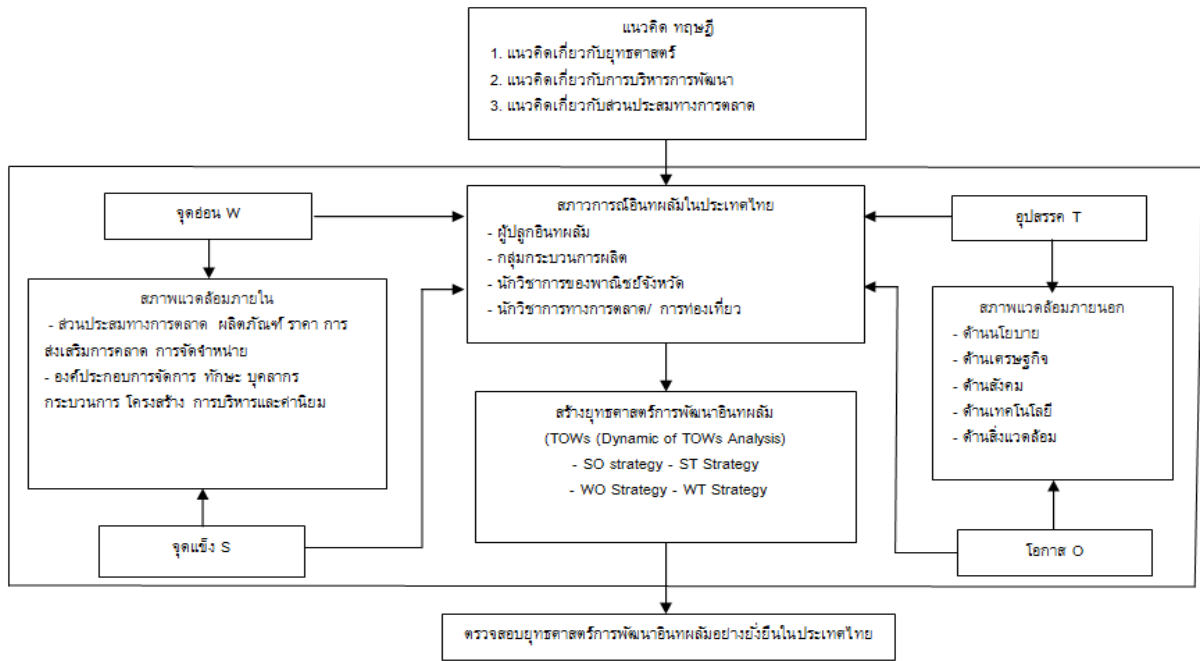 แนวคิด ทฤษฎี
1. แนวคิดเกี่ยวกับยุทธศาสตร์
2. แนวคิดเกี่ยวกับการบริหารการพัฒนา
3. แนวคิดเกี่ยวกับส่วนประสมทางการตลาด
จุดอ่อน W
สภาพแวดล้อมภายใน
- ส่วนประสมทางการตลาด ผลิตภัณฑ์ ราคา การ
ส่งเสริมการคลาด การจัดจำหน่าย
- องค์ประกอบการจัดการ ทักษะ บุคลากร
กระบวนการ โครงสร้าง การบริหารและค่านิยม
จุดแข็ง S
สภาวการณ์อินทผลัมในประเทศไทย
- ผู้ปลูกอินทผลัม
- กลุ่มกระบวนการผลิต
- นักวิชาการของพาณิชย์จังหวัด
- นักวิชาการทางการตลาด/ การท่องเที่ยว
สร้างยุทธศาสตร์การพัฒนาอินทผลัม
(TOWs (Dynamic of TOWs Analysis)
- SO strategy - ST Strategy
- WO Strategy - WT Strategy
อุปสรรค T
สภาพแวดล้อมภายนอก
- ด้านนโยบาย
- ด้านเศรษฐกิจ
- ด้านสังคม
- ด้านเทคโนโลยี
- ด้านสิ่งแวดล้อม
โอกาส O
ตรวจสอบยุทธศาสตร์การพัฒนาอินทผลัมอย่างยั่งยืนในประเทศไทย